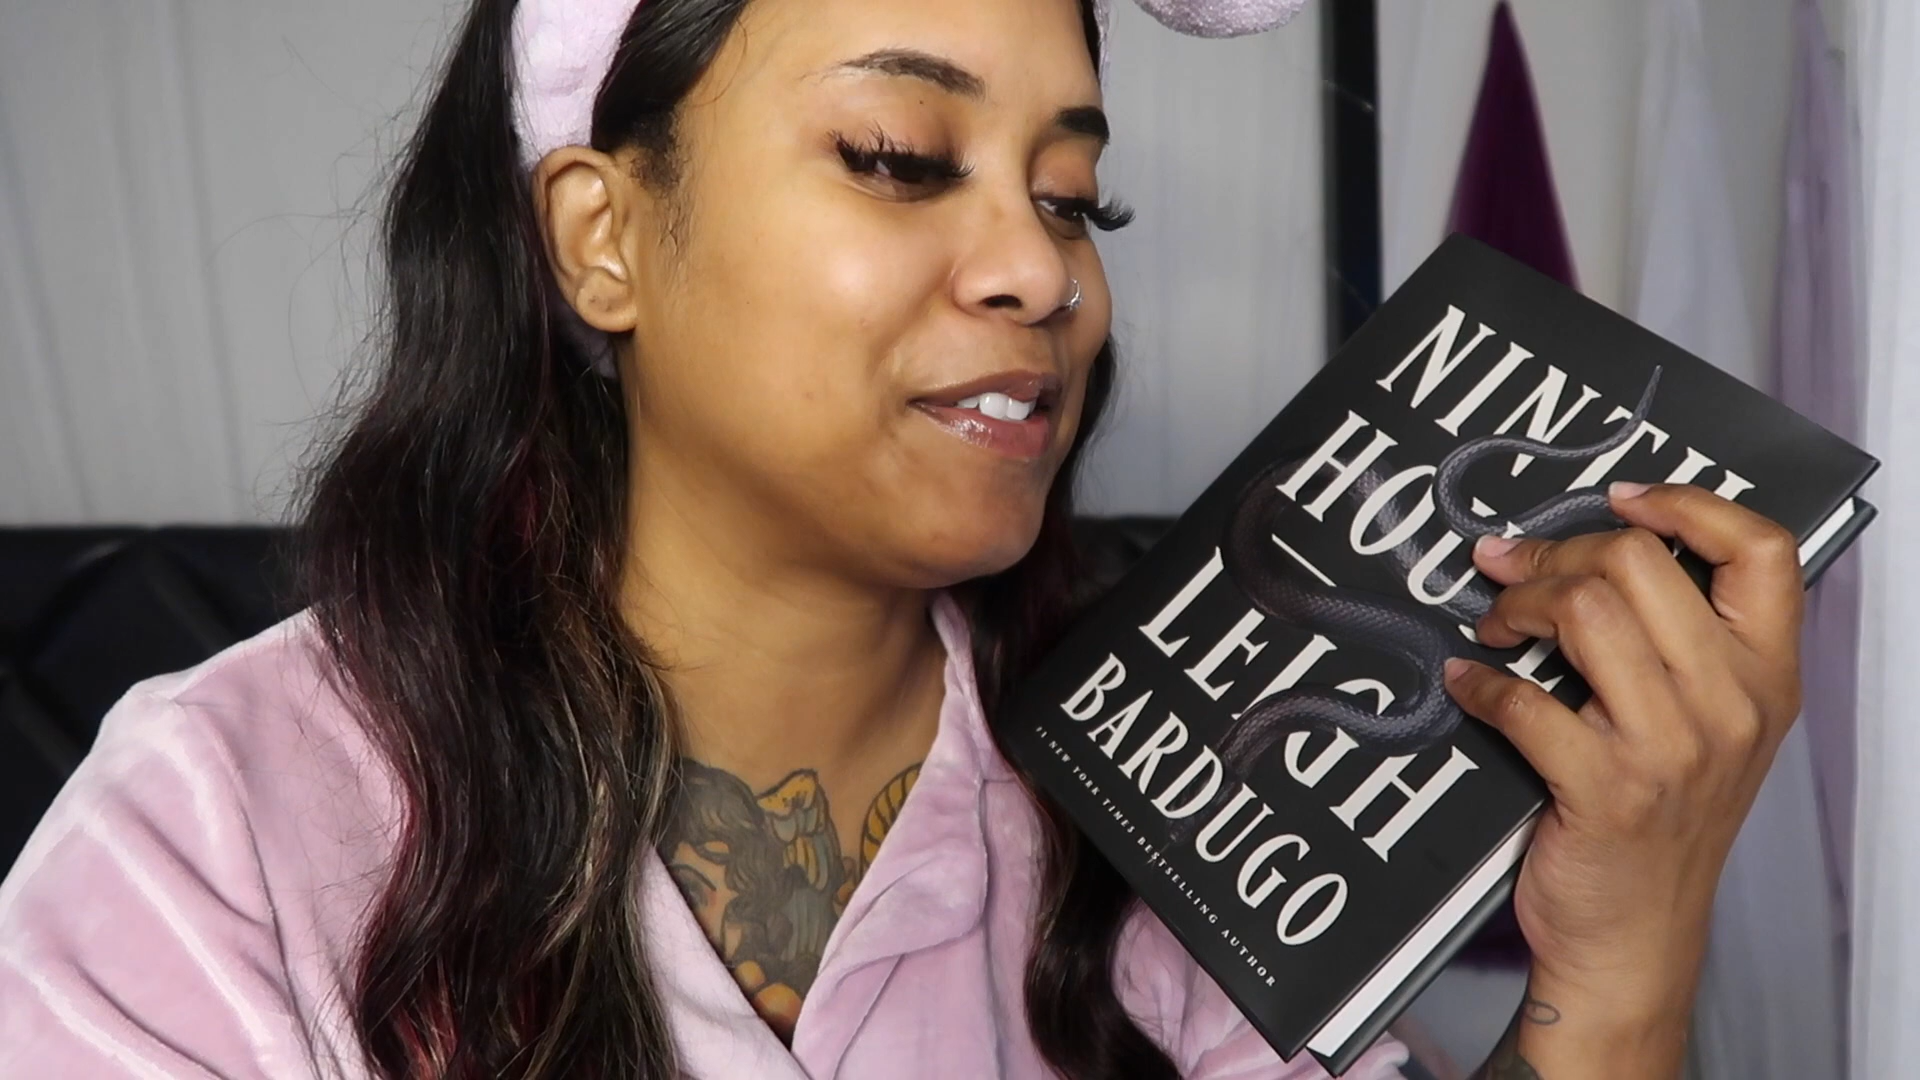 NINTH
HOUSE
LEIGH
BARDUGO
#1 NEW YORK TIMES BESTSELLING AUTHOR